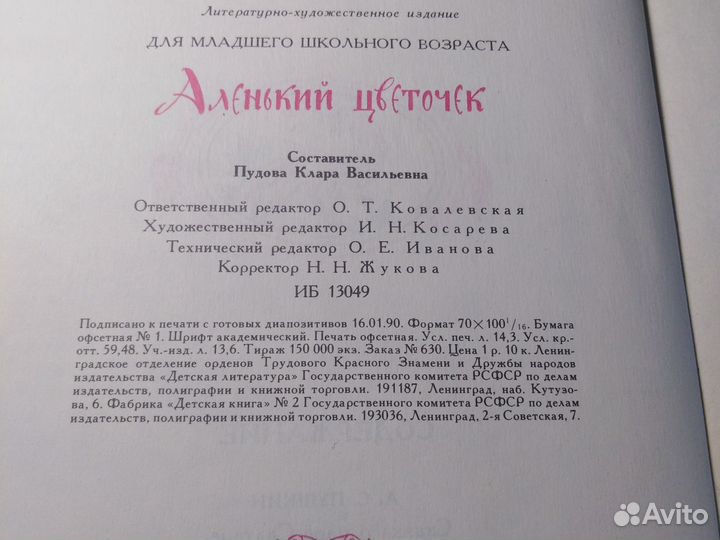 Литературно-художественное издание
ДЛЯ МЛАДШЕГО ШКОЛЬНОГО ВОЗРАСТА
Аленький цветочек
Составитель
Пудова Клара Васильевна
Ответственный редактор О. Т. Ковалевская
Художественный редактор И. Н. Косарева
Технический редактор О. Е. Иванова
Корректор Н. Н. Жукова
ИБ 13049
Подписано к печати с готовых диапозитивов 16.01.90. Формат 70×100¹/₁₆. Бумага
офсетная № 1. Шрифт академический. Печать офсетная. Усл. печ. л. 14,3. Усл. кр.-
отт. 59,48. Уч.-изд. л. 13,6. Тираж 150 000 экз. Заказ № 630. Цена 1 р. 10 к. Ленин-
градское отделение орденов Трудового Красного Знамени и Дружбы народов
издательства «Детская литература» Государственного комитета РСФСР по делам
издательств, полиграфии и книжной торговли. 191187, Ленинград, наб. Кутузо-
ва, 6. Фабрика «Детская книга» № 2 Государственного комитета РСФСР по делам
издательств, полиграфии и книжной торговли. 193036, Ленинград, 2-я Советская, 7.
СОДЕРЖАНИЕ
А. С. ПУШКИН
Avito